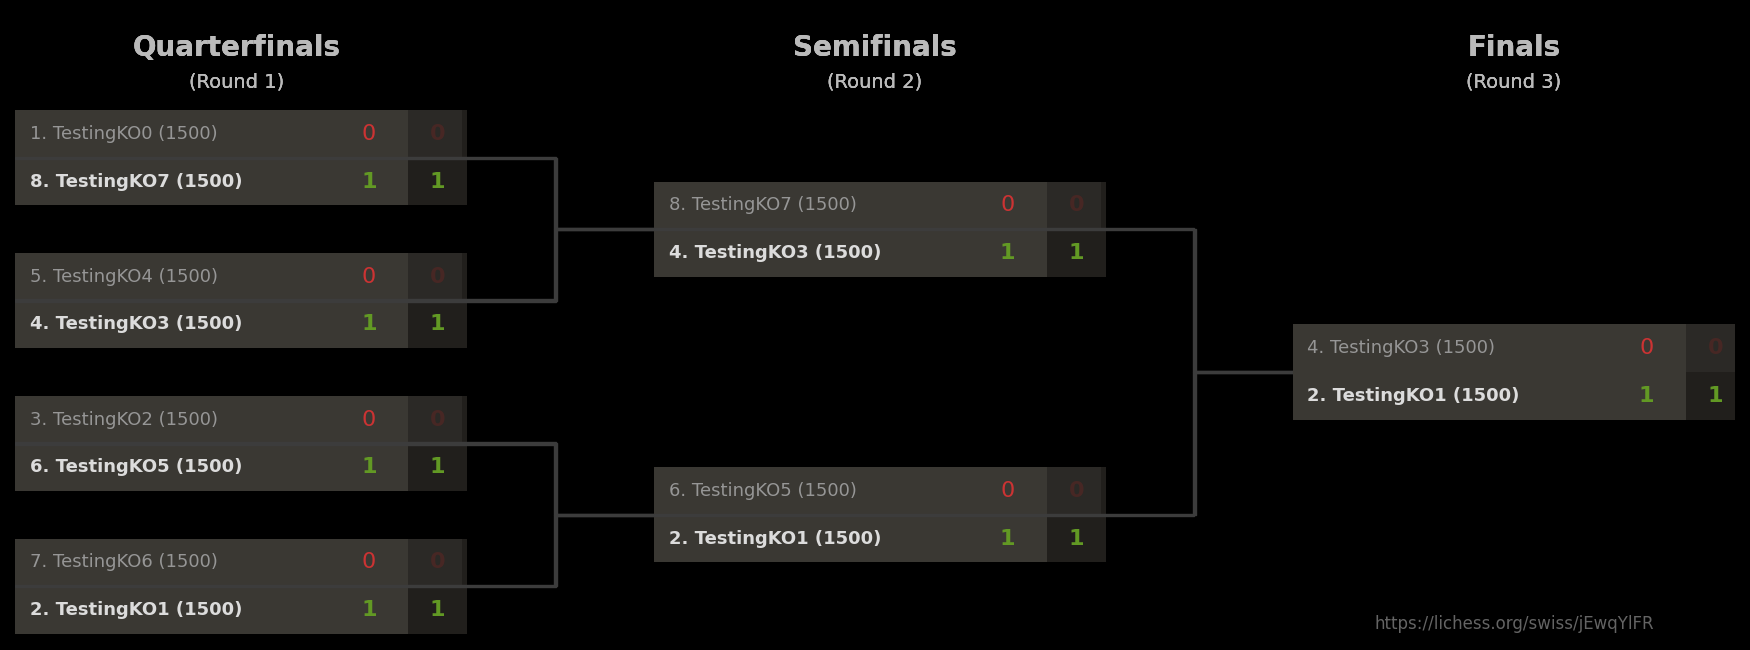 Quarterfinals
(Round 1)
Semifinals
(Round 2)
Finals
(Round 3)
1. TestingKO0 (1500) 0 0
8. TestingKO7 (1500) 1 1
5. TestingKO4 (1500) 0 0
4. TestingKO3 (1500) 1 1
3. TestingKO2 (1500) 0 0
6. TestingKO5 (1500) 1 1
7. TestingKO6 (1500) 0 0
2. TestingKO1 (1500) 1 1
8. TestingKO7 (1500) 0 0
4. TestingKO3 (1500) 1 1
6. TestingKO5 (1500) 0 0
2. TestingKO1 (1500) 1 1
4. TestingKO3 (1500) 0 0
2. TestingKO1 (1500) 1 1
https://lichess.org/swiss/jEwqYlFR